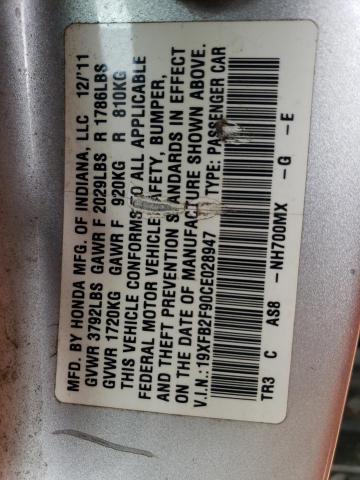 MFD. BY HONDA MFG. OF INDIANA, LLC 12/'11
GVWR 3792LBS GAWR F 2029LBS R 1786LBS
GVWR 1720KG GAWR F 920KG R 810KG
THIS VEHICLE CONFORMS TO ALL APPLICABLE
FEDERAL MOTOR VEHICLE SAFETY, BUMPER,
THEFT PREVENTION STANDARDS IN EFFECT
ON THE DATE OF MANUFACTURE SHOWN ABOVE.
V.I.N.:19XFB2F90CE028947 TYPE: PASSENGER CAR
TR3 C AS8 -NH700MX -G -E